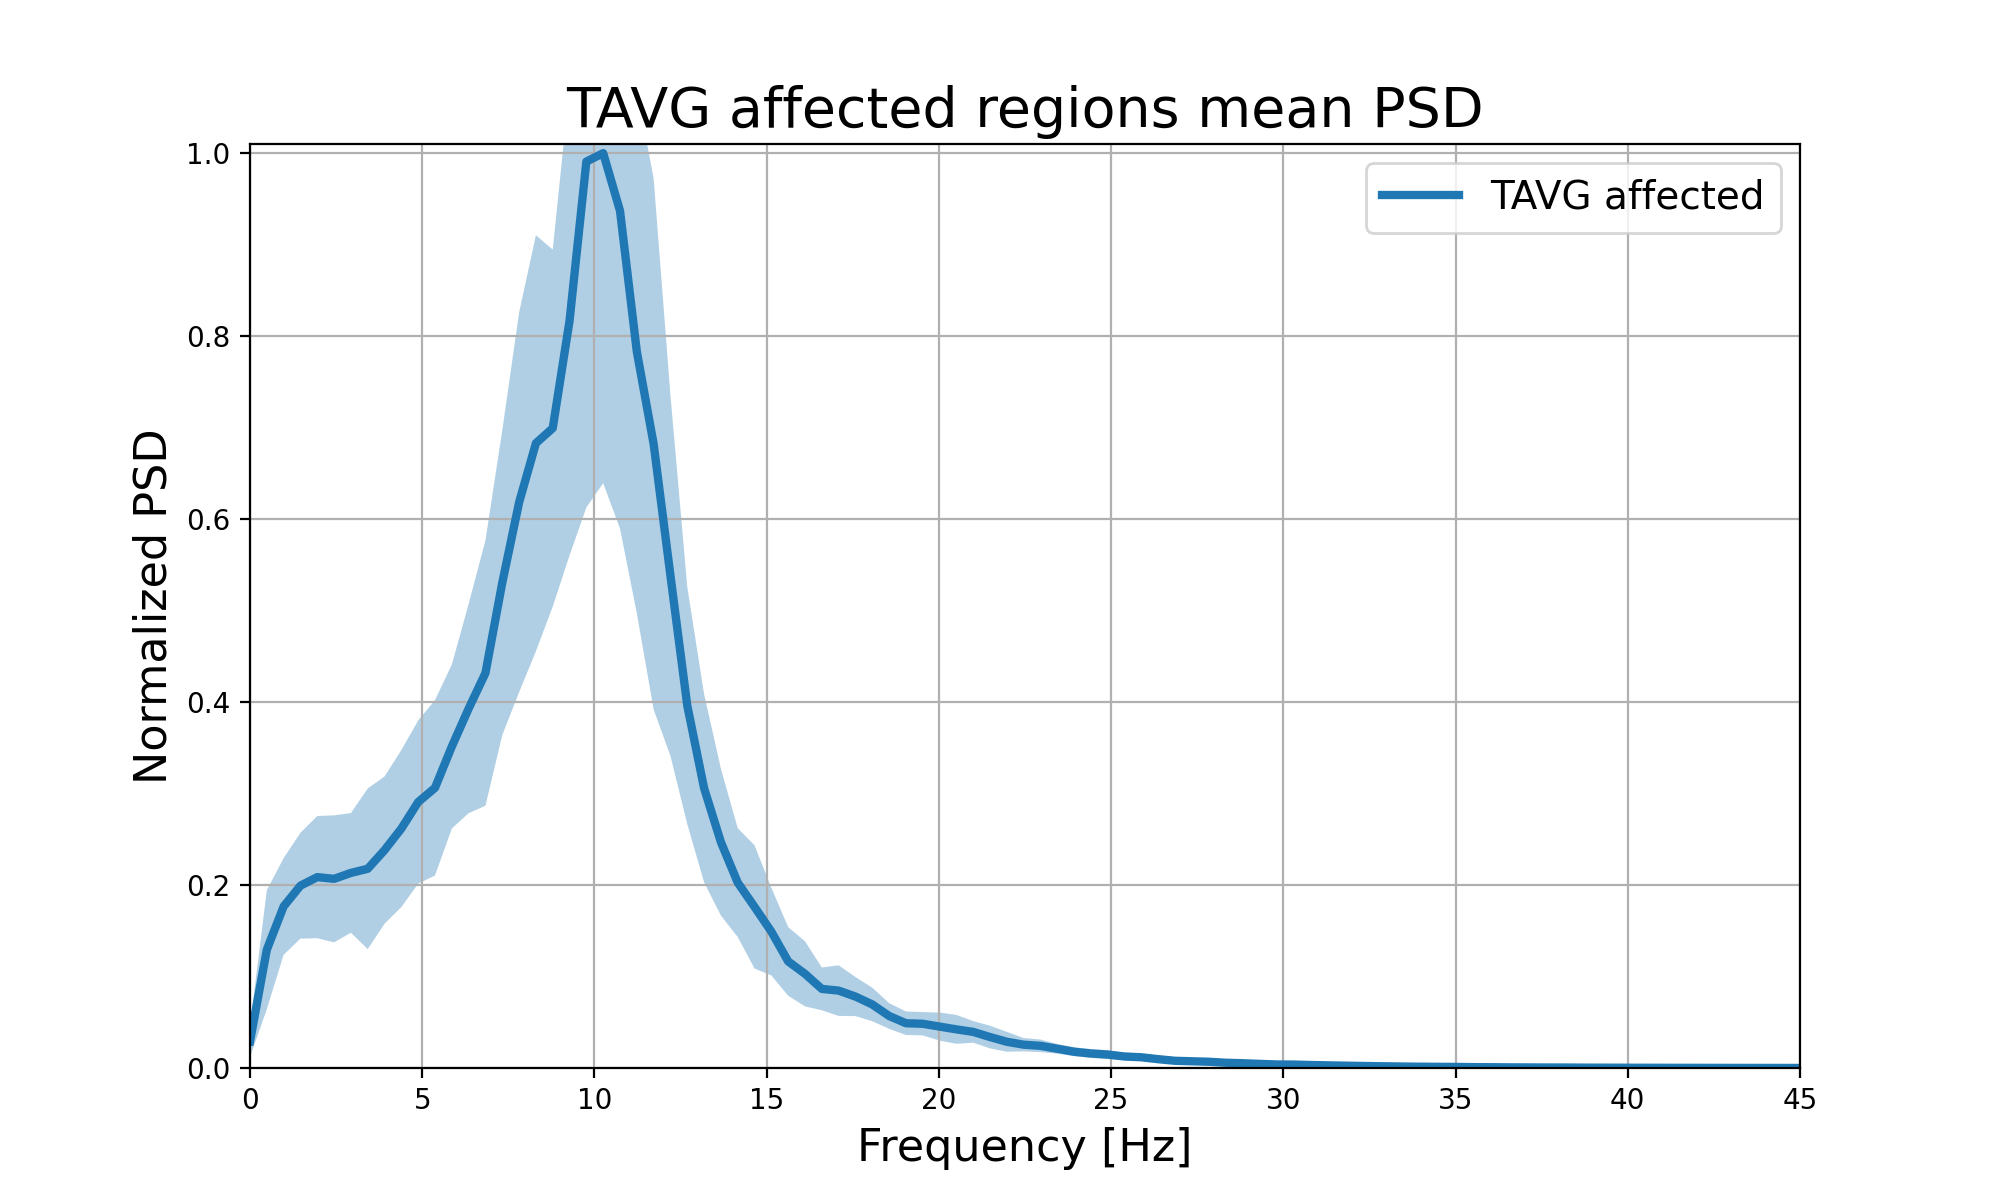 TAVG affected regions mean PSD
1.0
TAVG affected
0.8
0.6
0.4
0.2
0.0
Normalized PSD
0 5 10 15 20 25 30 35 40 45
Frequency [Hz]